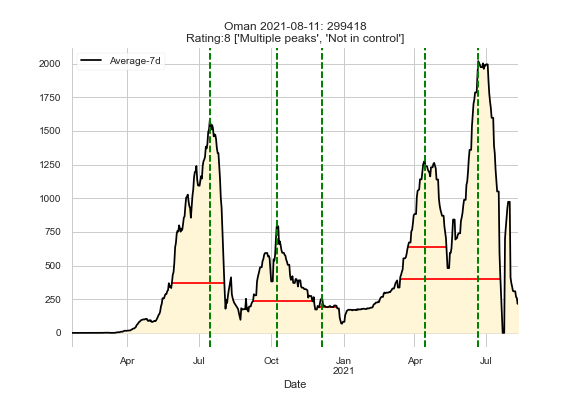 Oman 2021-08-11: 299418
Rating:8 ['Multiple peaks', 'Not in control']
Average-7d
2000
1750
1500
1250
1000
750
500
250
0
Apr Jul Oct Jan Apr Jul
2021
Date